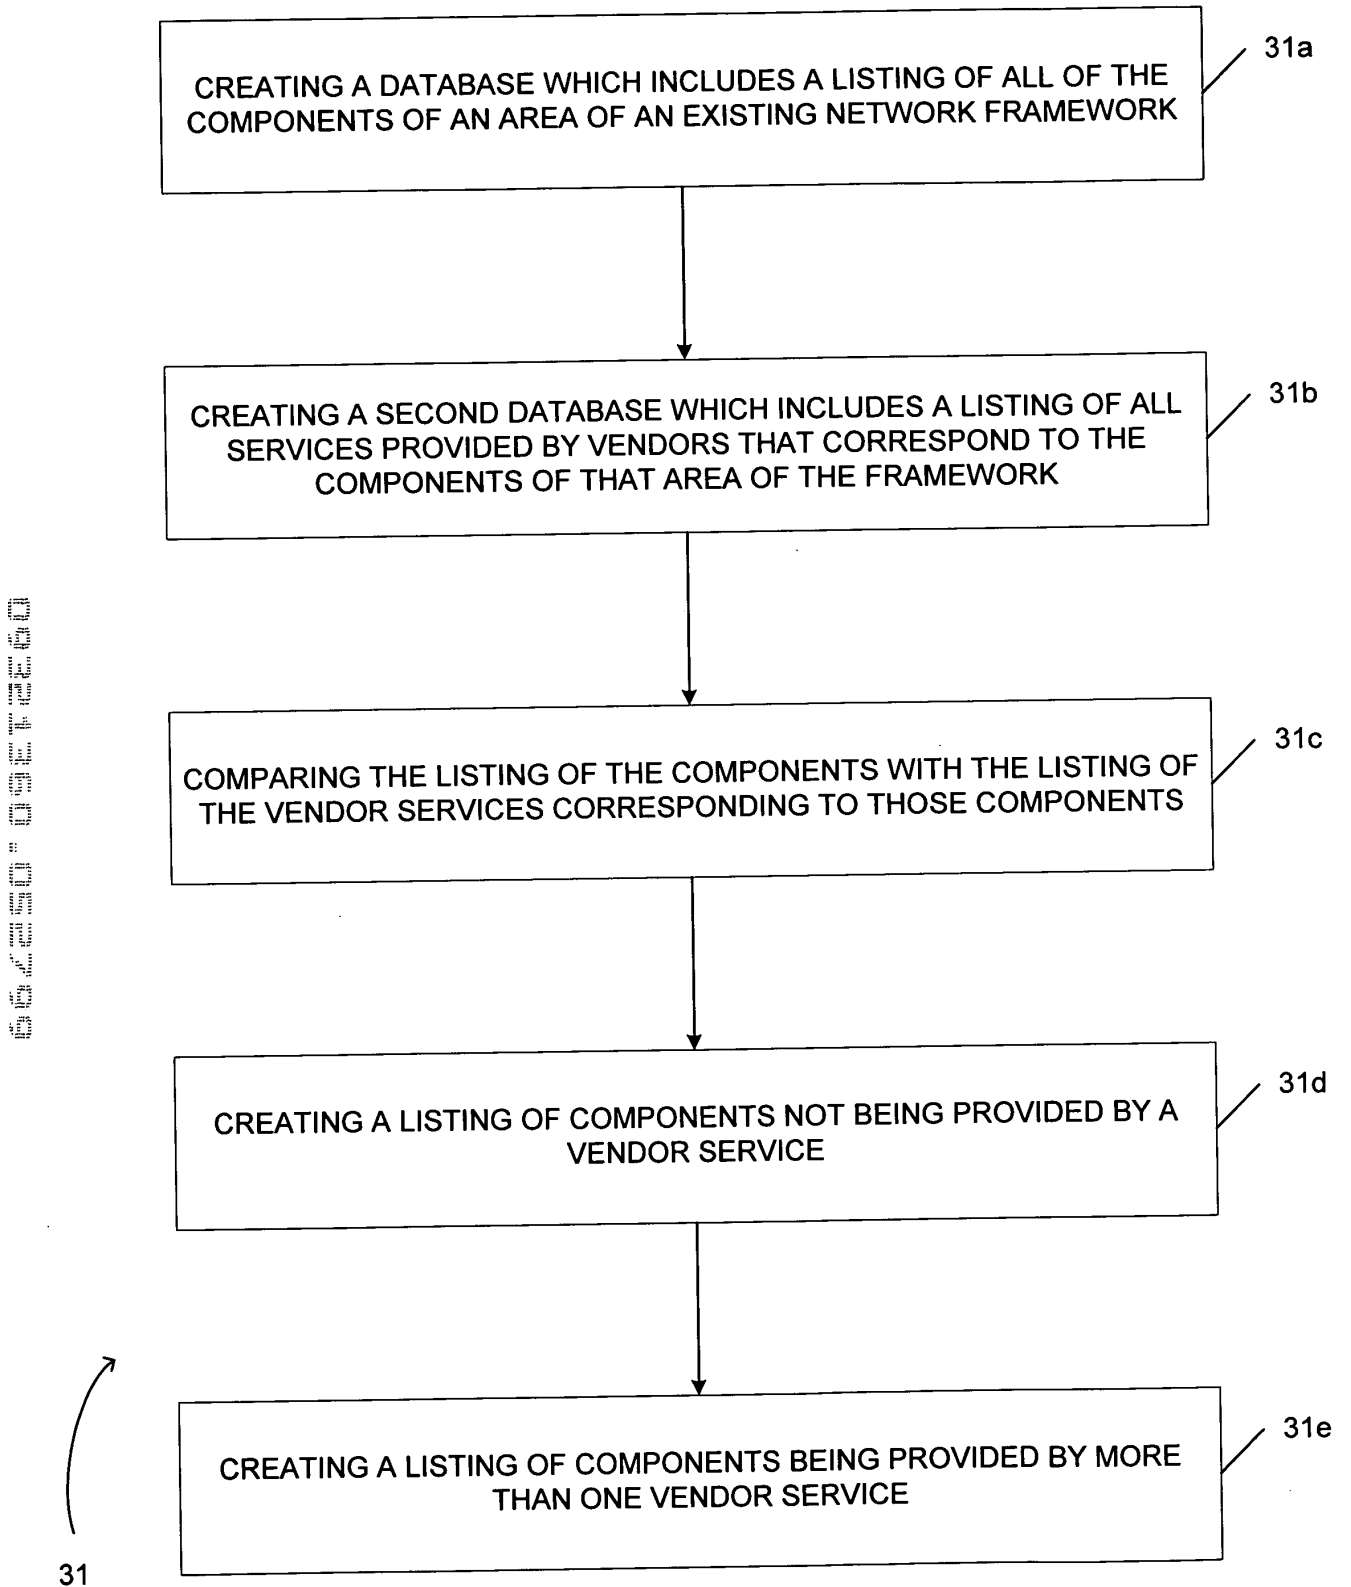 31a
CREATING A DATABASE WHICH INCLUDES A LISTING OF ALL OF THE
COMPONENTS OF AN AREA OF AN EXISTING NETWORK FRAMEWORK
31b
CREATING A SECOND DATABASE WHICH INCLUDES A LISTING OF ALL
SERVICES PROVIDED BY VENDORS THAT CORRESPOND TO THE
COMPONENTS OF THAT AREA OF THE FRAMEWORK
31c
COMPARING THE LISTING OF THE COMPONENTS WITH THE LISTING OF
THE VENDOR SERVICES CORRESPONDING TO THOSE COMPONENTS
31d
CREATING A LISTING OF COMPONENTS NOT BEING PROVIDED BY A
VENDOR SERVICE
31e
CREATING A LISTING OF COMPONENTS BEING PROVIDED BY MORE
THAN ONE VENDOR SERVICE
31
09321360.052799